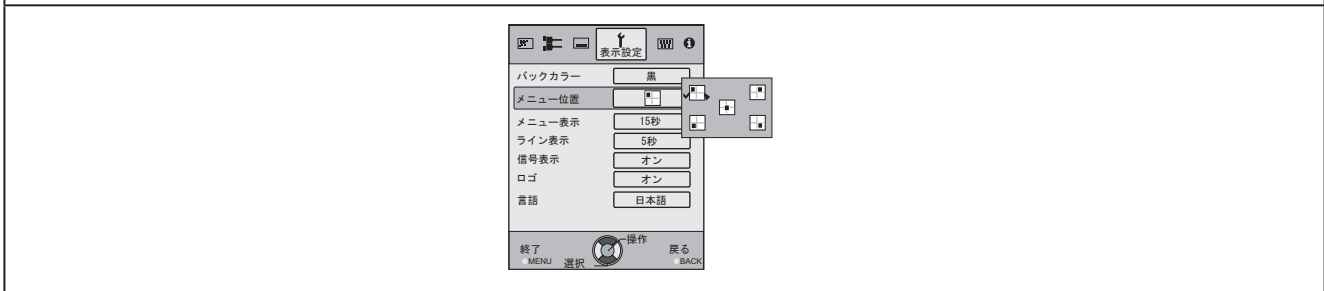 表示設定
バックカラー 黒
メニュー位置
メニュー表示 15秒
ライン表示 5秒
信号表示 オン
ロゴ オン
言語 日本語
操作
終了 戻る
MENU 選択 BACK